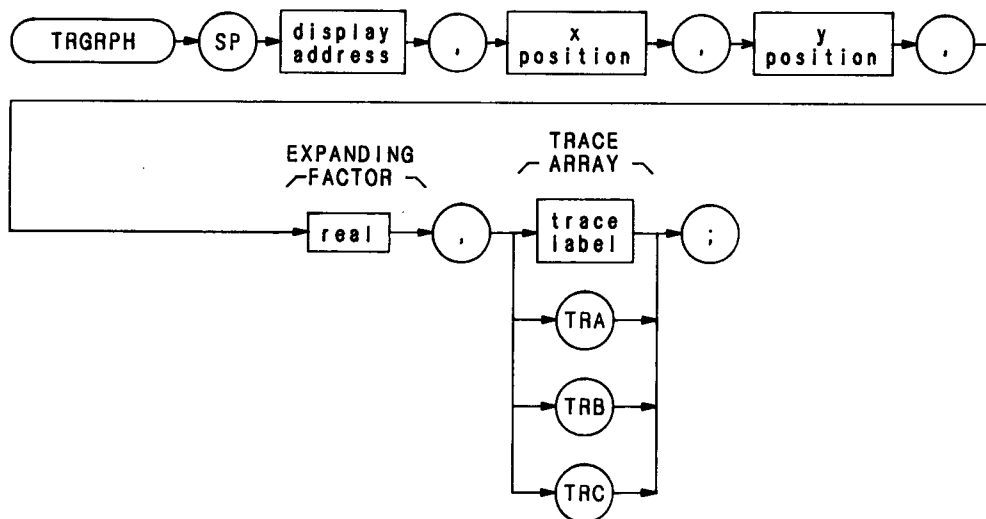 TRGRPH SP display address , x position , y position ,
EXPANDING FACTOR
TRACE ARRAY
real , trace label ;
TRA
TRB
TRC